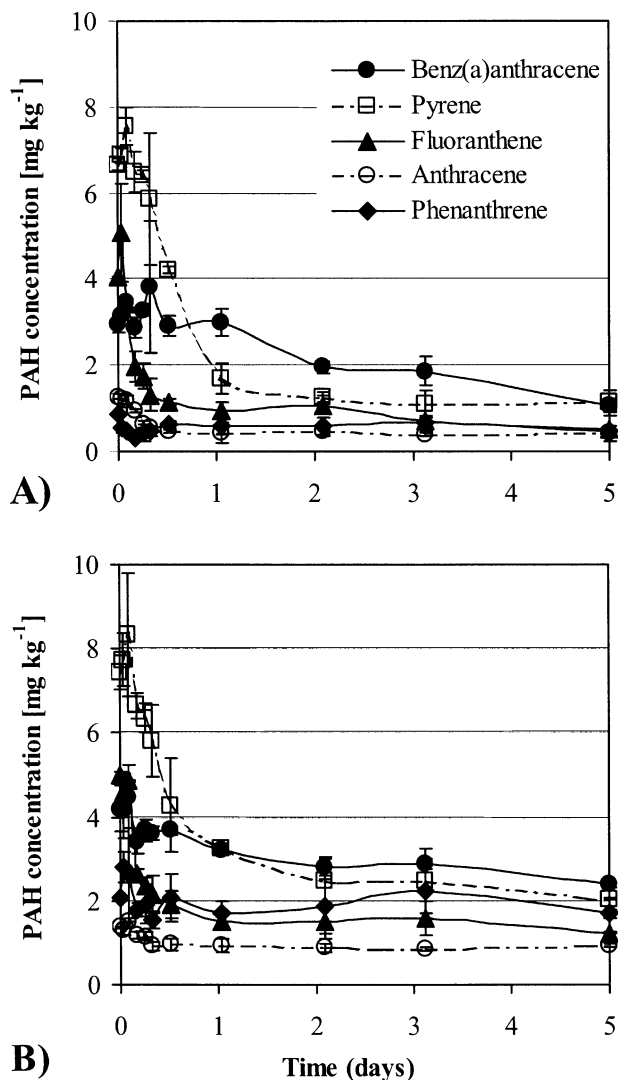 10
8
6
4
2
0
PAH concentration [mg kg-1]
Benz(a)anthracene
Pyrene
Fluoranthene
Anthracene
Phenanthrene
0 1 2 3 4 5
A)
10
8
6
4
2
0
PAH concentration [mg kg-1]
0 1 2 3 4 5
B)
Time (days)